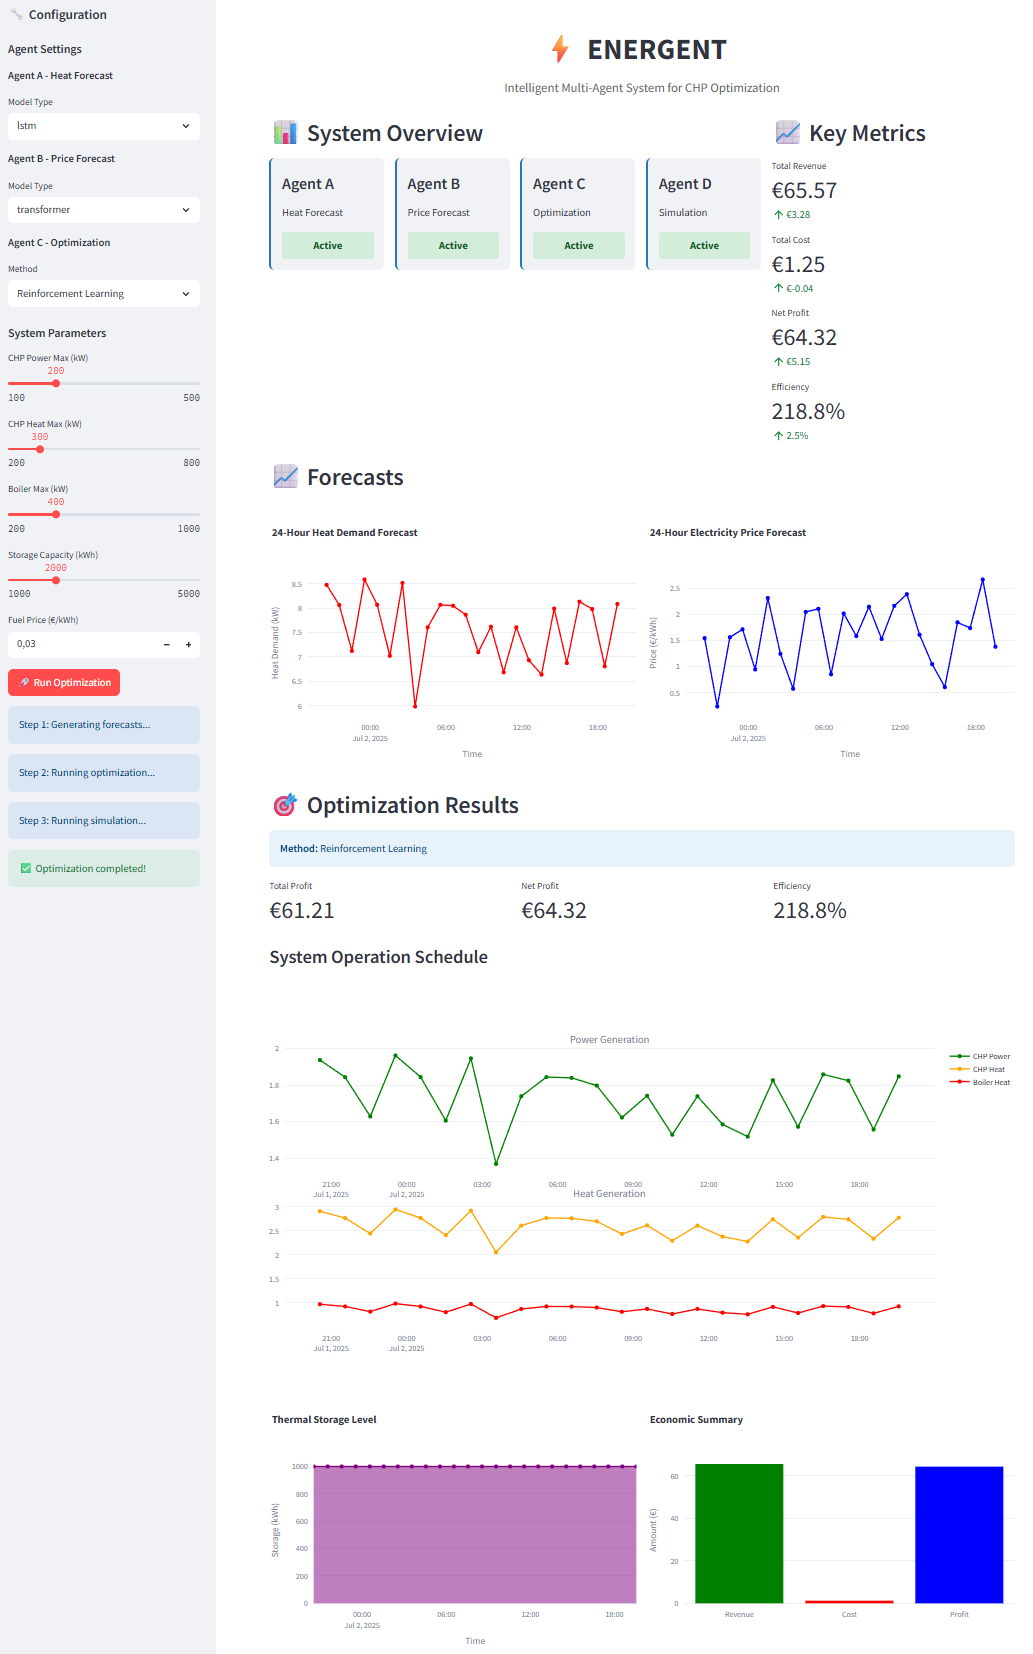 Configuration
Agent Settings
Agent A - Heat Forecast
Model Type
lstm
Agent B - Price Forecast
Model Type
transformer
Agent C - Optimization
Method
Reinforcement Learning
System Parameters
CHP Power Max (kW)
200
100 500
CHP Heat Max (kW)
300
200 800
Boiler Max (kW)
400
200 1000
Storage Capacity (kWh)
2000
1000 5000
Fuel Price (€/kWh)
0,03 − +
Run Optimization
Step 1: Generating forecasts...
Step 2: Running optimization...
Step 3: Running simulation...
Optimization completed!
ENERGENT
Intelligent Multi-Agent System for CHP Optimization
System Overview
Agent A
Heat Forecast
Active
Agent B
Price Forecast
Active
Agent C
Optimization
Active
Agent D
Simulation
Active
Key Metrics
Total Revenue
€65.57
↑ €3.28
Total Cost
€1.25
↑ €-0.04
Net Profit
€64.32
↑ €5.15
Efficiency
218.8%
↑ 2.5%
Forecasts
24-Hour Heat Demand Forecast
Heat Demand (kW)
8.5
8
7.5
7
6.5
6
00:00 06:00 12:00 18:00
Jul 2, 2025
Time
24-Hour Electricity Price Forecast
Price (€/kWh)
2.5
2
1.5
1
0.5
00:00 06:00 12:00 18:00
Jul 2, 2025
Time
Optimization Results
Method: Reinforcement Learning
Total Profit
€61.21
Net Profit
€64.32
Efficiency
218.8%
System Operation Schedule
Power Generation
2
1.8
1.6
1.4
21:00 00:00 03:00 06:00 09:00 12:00 15:00 18:00
Jul 1, 2025 Jul 2, 2025
CHP Power
CHP Heat
Boiler Heat
Heat Generation
3
2.5
2
1.5
1
21:00 00:00 03:00 06:00 09:00 12:00 15:00 18:00
Jul 1, 2025 Jul 2, 2025
Thermal Storage Level
Storage (kWh)
1000
800
600
400
200
0
00:00 06:00 12:00 18:00
Jul 2, 2025
Time
Economic Summary
Amount (€)
60
40
20
0
Revenue Cost Profit